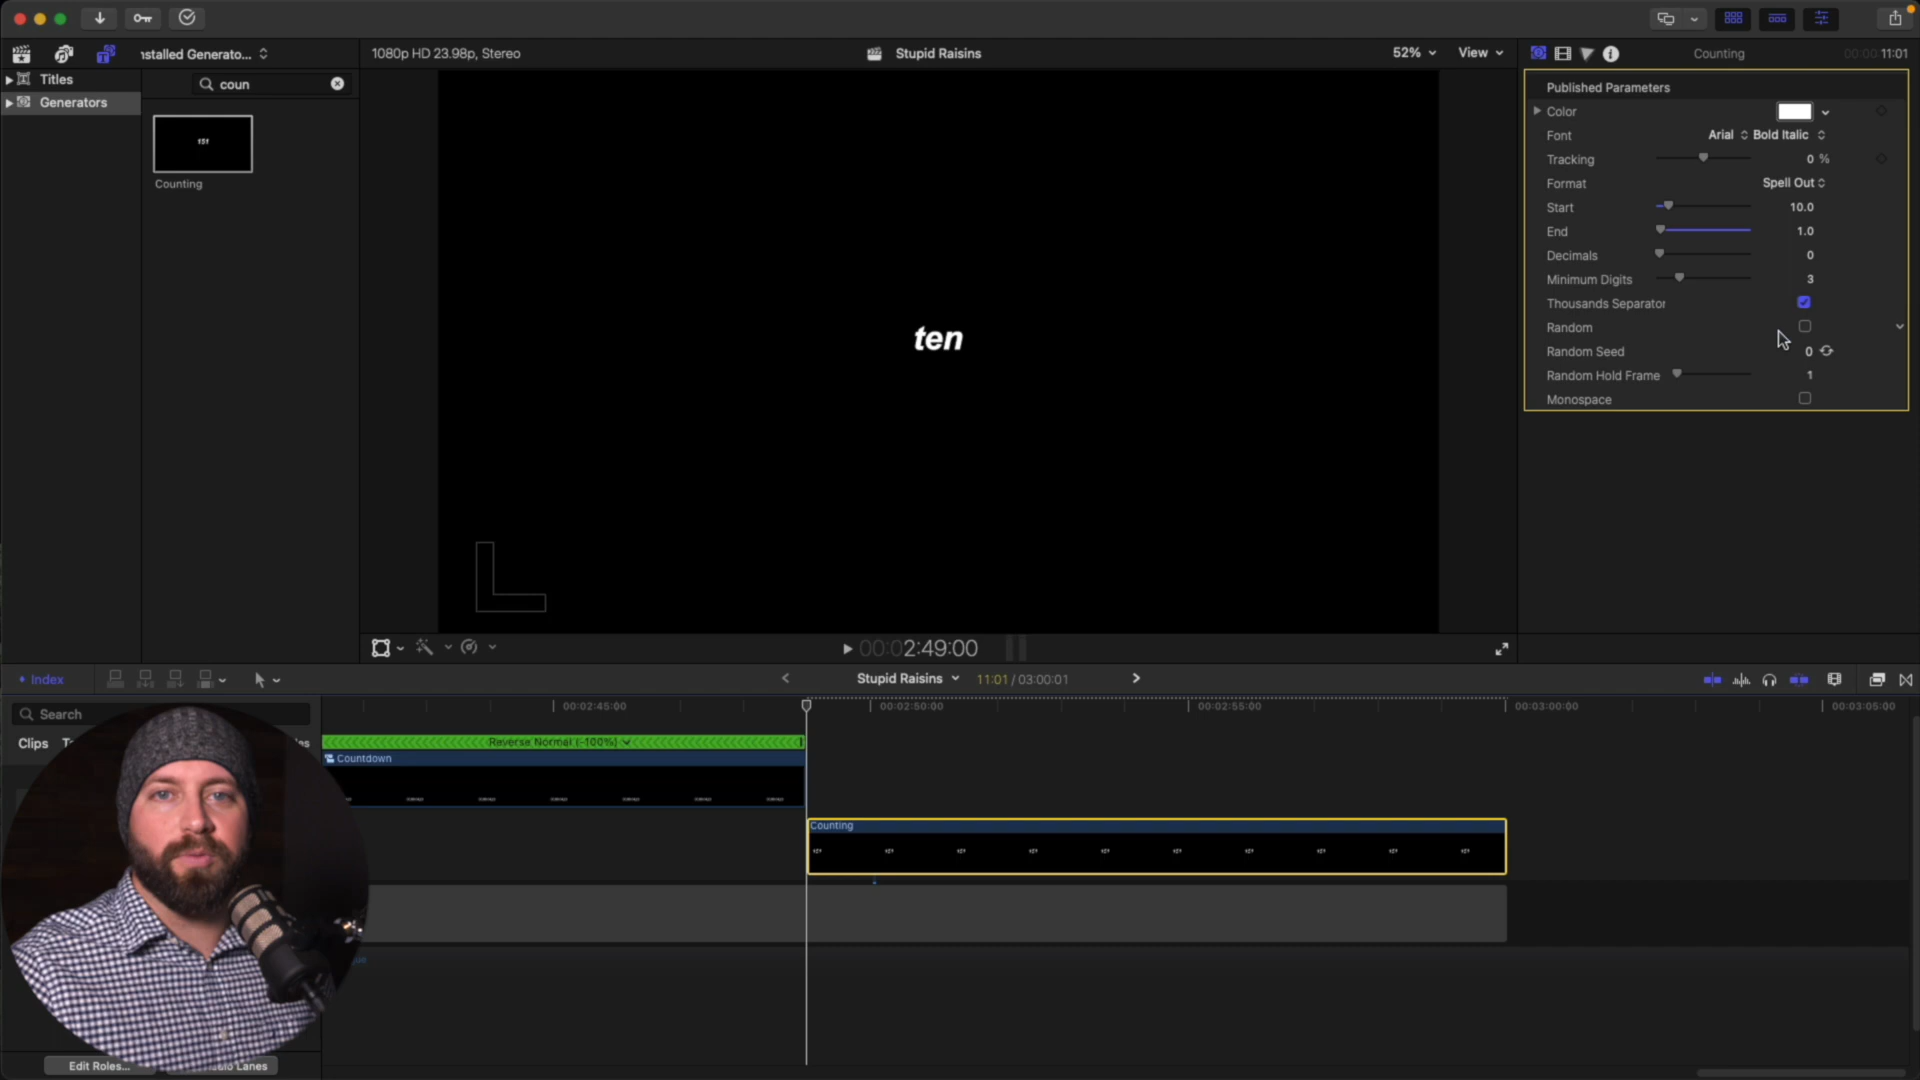 nstalled Generato...
1080p HD 23.98p, Stereo
Stupid Raisins
52%
View
Counting
00:00 11:01
Titles
coun
Generators
Counting
Published Parameters
Color
Font Arial Bold Italic
Tracking 0 %
Format Spell Out
Start 10.0
End 1.0
Decimals 0
Minimum Digits 3
Thousands Separator
Random
Random Seed 0
Random Hold Frame 1
Monospace
ten
00:02:49:00
Index
Stupid Raisins 11:01 / 03:00:01
Search
00:02:45:00
00:02:50:00
00:02:55:00
00:03:00:00
00:03:05:00
Clips
Reverse Normal (-100%)
Countdown
Counting
Edit Roles...
Lanes